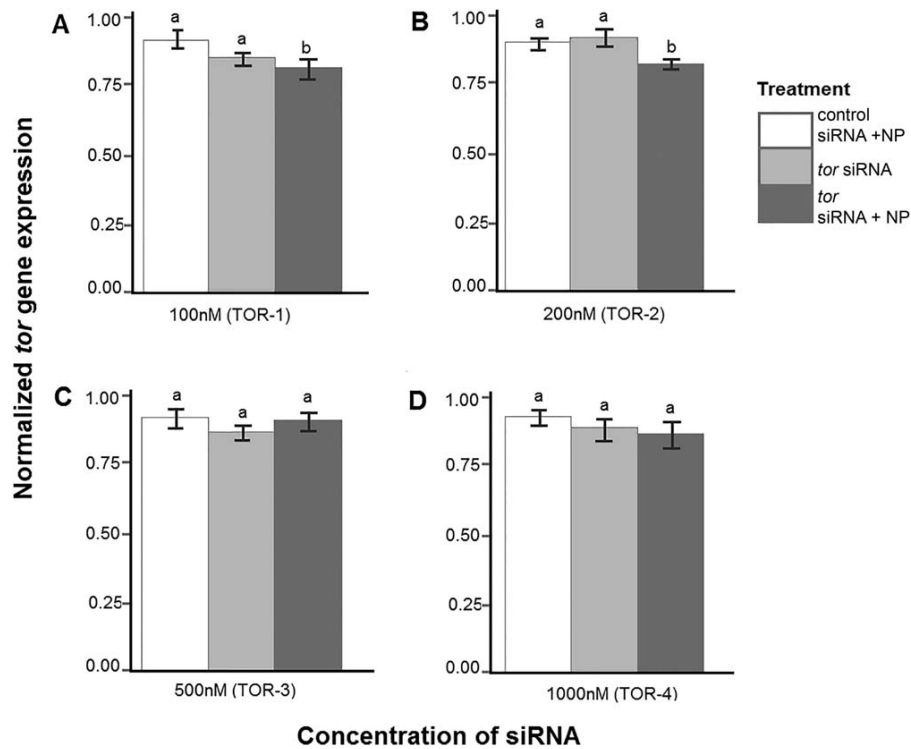 A
a
a
b
1.00
0.75
0.50
0.25
0.00
100nM (TOR-1)
B
a
a
b
1.00
0.75
0.50
0.25
0.00
200nM (TOR-2)
Treatment
control
siRNA +NP
tor siRNA
tor
siRNA + NP
Normalized tor gene expression
C
a
a
a
1.00
0.75
0.50
0.25
0.00
500nM (TOR-3)
D
a
a
a
1.00
0.75
0.50
0.25
0.00
1000nM (TOR-4)
Concentration of siRNA